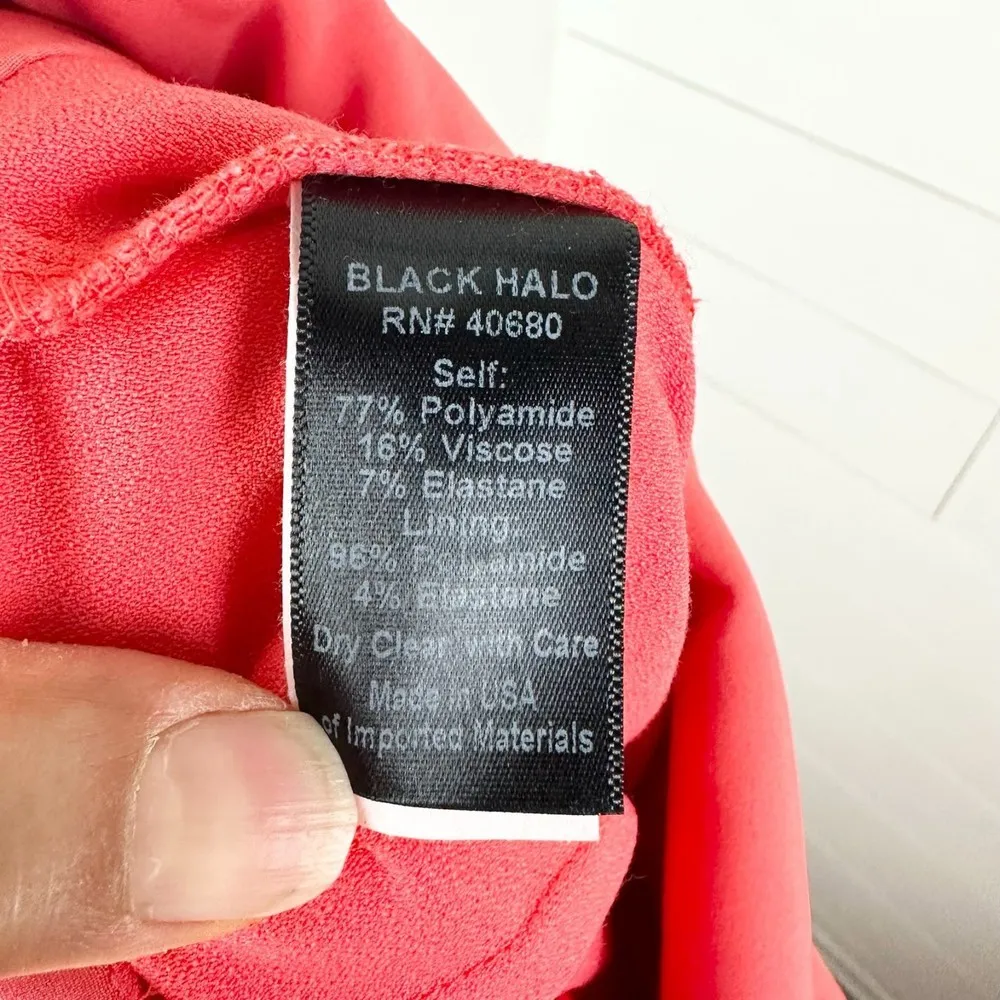 BLACK HALO
RN# 40680
Self:
77% Polyamide
16% Viscose
7% Elastane
Lining:
96% Polyamide
4% Elastane
Dry Clean with Care
Made in USA
of Imported Materials